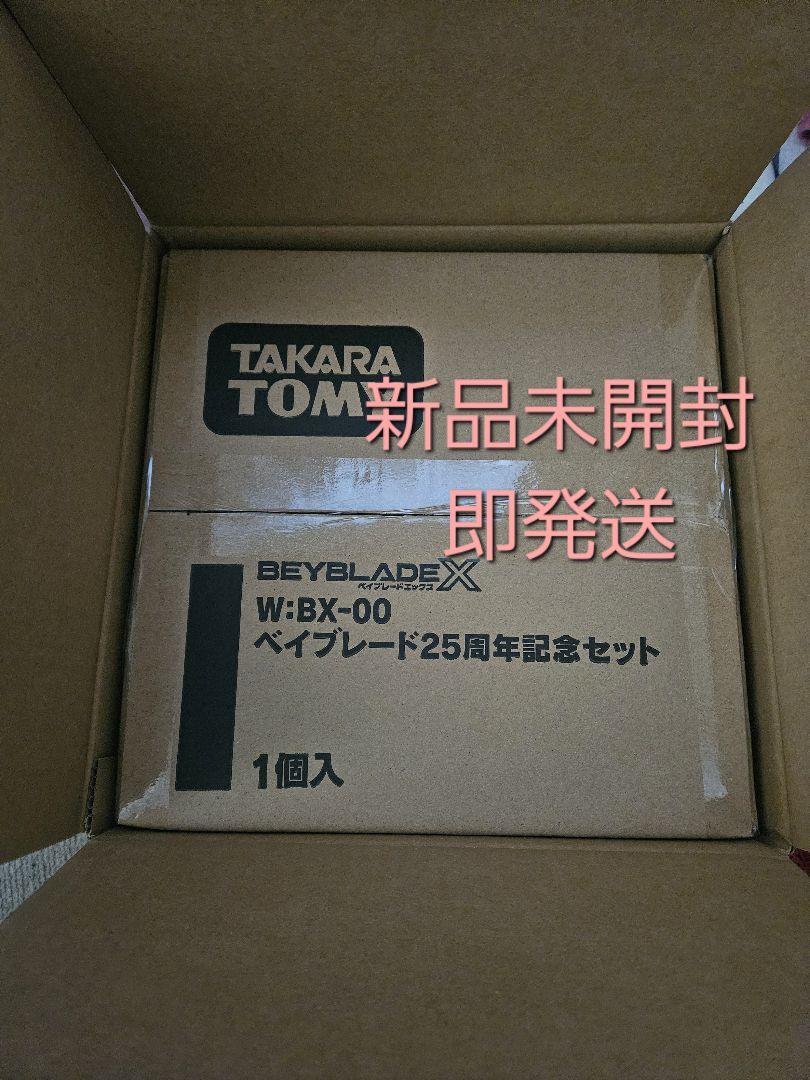 TAKARA
TOMY
新品未開封
即発送
BEYBLADE X
ベイブレードエックス
W:BX-00
ベイブレード25周年記念セット
1個入